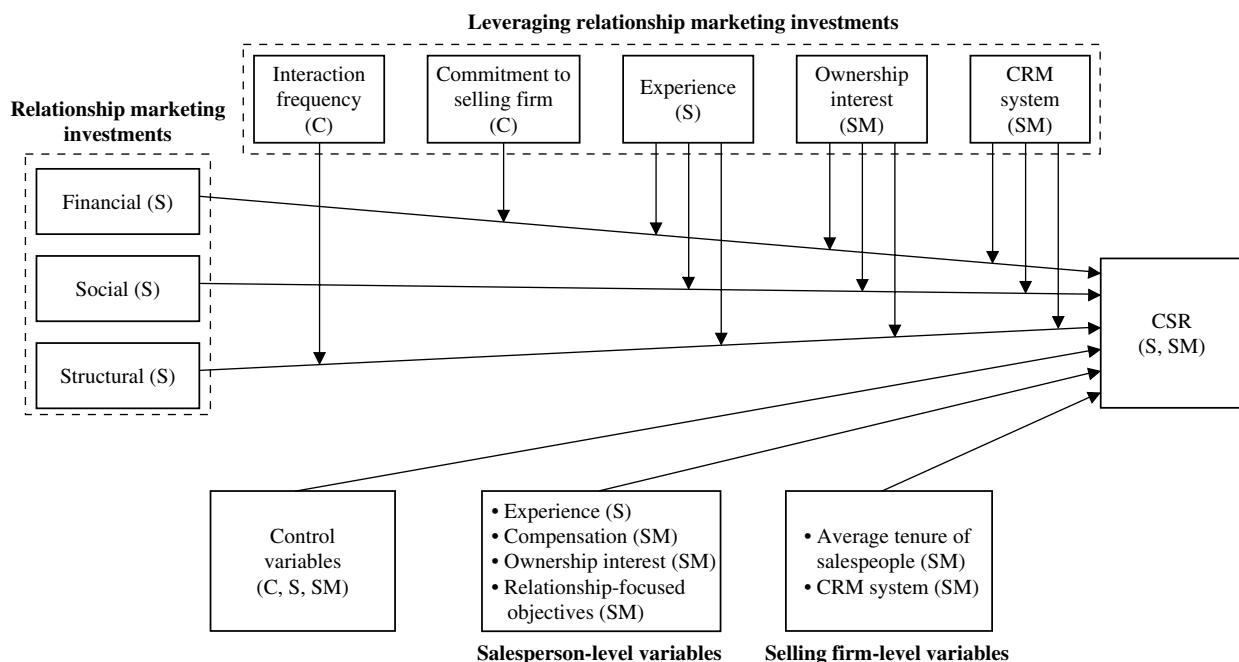 Leveraging relationship marketing investments
Interaction
frequency
(C)
Commitment to
selling firm
(C)
Experience
(S)
Ownership
interest
(SM)
CRM
system
(SM)
Relationship marketing
investments
Financial (S)
Social (S)
Structural (S)
CSR
(S, SM)
Control
variables
(C, S, SM)
• Experience (S)
• Compensation (SM)
• Ownership interest (SM)
• Relationship-focused
objectives (SM)
Salesperson-level variables
• Average tenure of
salespeople (SM)
• CRM system (SM)
Selling firm-level variables